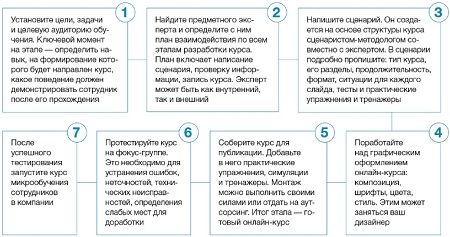 1
Установите цели, задачи
и целевую аудиторию обу-
чения. Ключевой момент
на этапе — определить на-
вык, на формирование кото-
рого будет направлен курс,
какое поведение должен
демонстрировать сотрудник
после его прохождения
2
Найдите предметного экс-
перта и определите с ним
план взаимодействия по всем
этапам разработки курса.
План включает написание
сценария, проверку инфор-
мации, запись курса. Эксперт
может быть как внутренний,
так и внешний
3
Напишите сценарий. Он созда-
ется на основе структуры курса
сценаристом-методологом со-
вместно с экспертом. В сценарии
подробно пропишите: тип курса,
его разделы, продолжительность,
формат, ситуации для каждого
слайда, тесты и практические
упражнения и тренажеры
7
После
успешного
тестирования
запустите курс
микрообучения
сотрудников
в компании
6
Протестируйте курс
на фокус-группе.
Это необходимо для
устранения ошибок,
неточностей, техни-
ческих неисправ-
ностей, определения
слабых мест для
доработки
5
Соберите курс для
публикации. Добавьте
в него практические
упражнения, симуляции
и тренажеры. Монтаж
можно выполнить своими
силами или отдать на аут-
сорсинг. Итог этапа — го-
товый онлайн-курс
4
Поработайте
над графическим
оформлением
онлайн-курса:
композиция,
шрифты, цвета,
стиль. Этим может
заняться ваш
дизайнер